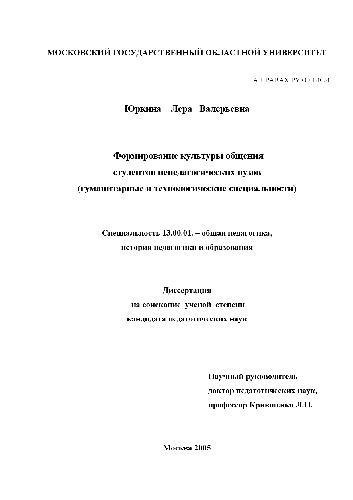 МОСКОВСКИЙ ГОСУДАРСТВЕННЫЙ ОБЛАСТНОЙ УНИВЕРСИТЕТ
НА ПРАВАХ РУКОПИСИ
Юркина Лера Валерьевна
Формирование культуры общения
студентов непедагогических вузов
(гуманитарные и технологические специальности)
Специальность 13.00.01. – общая педагогика,
история педагогики и образования
Диссертация
на соискание ученой степени
кандидата педагогических наук
Научный руководитель
доктор педагогических наук,
профессор Крившенко Л.П.
Москва 2005